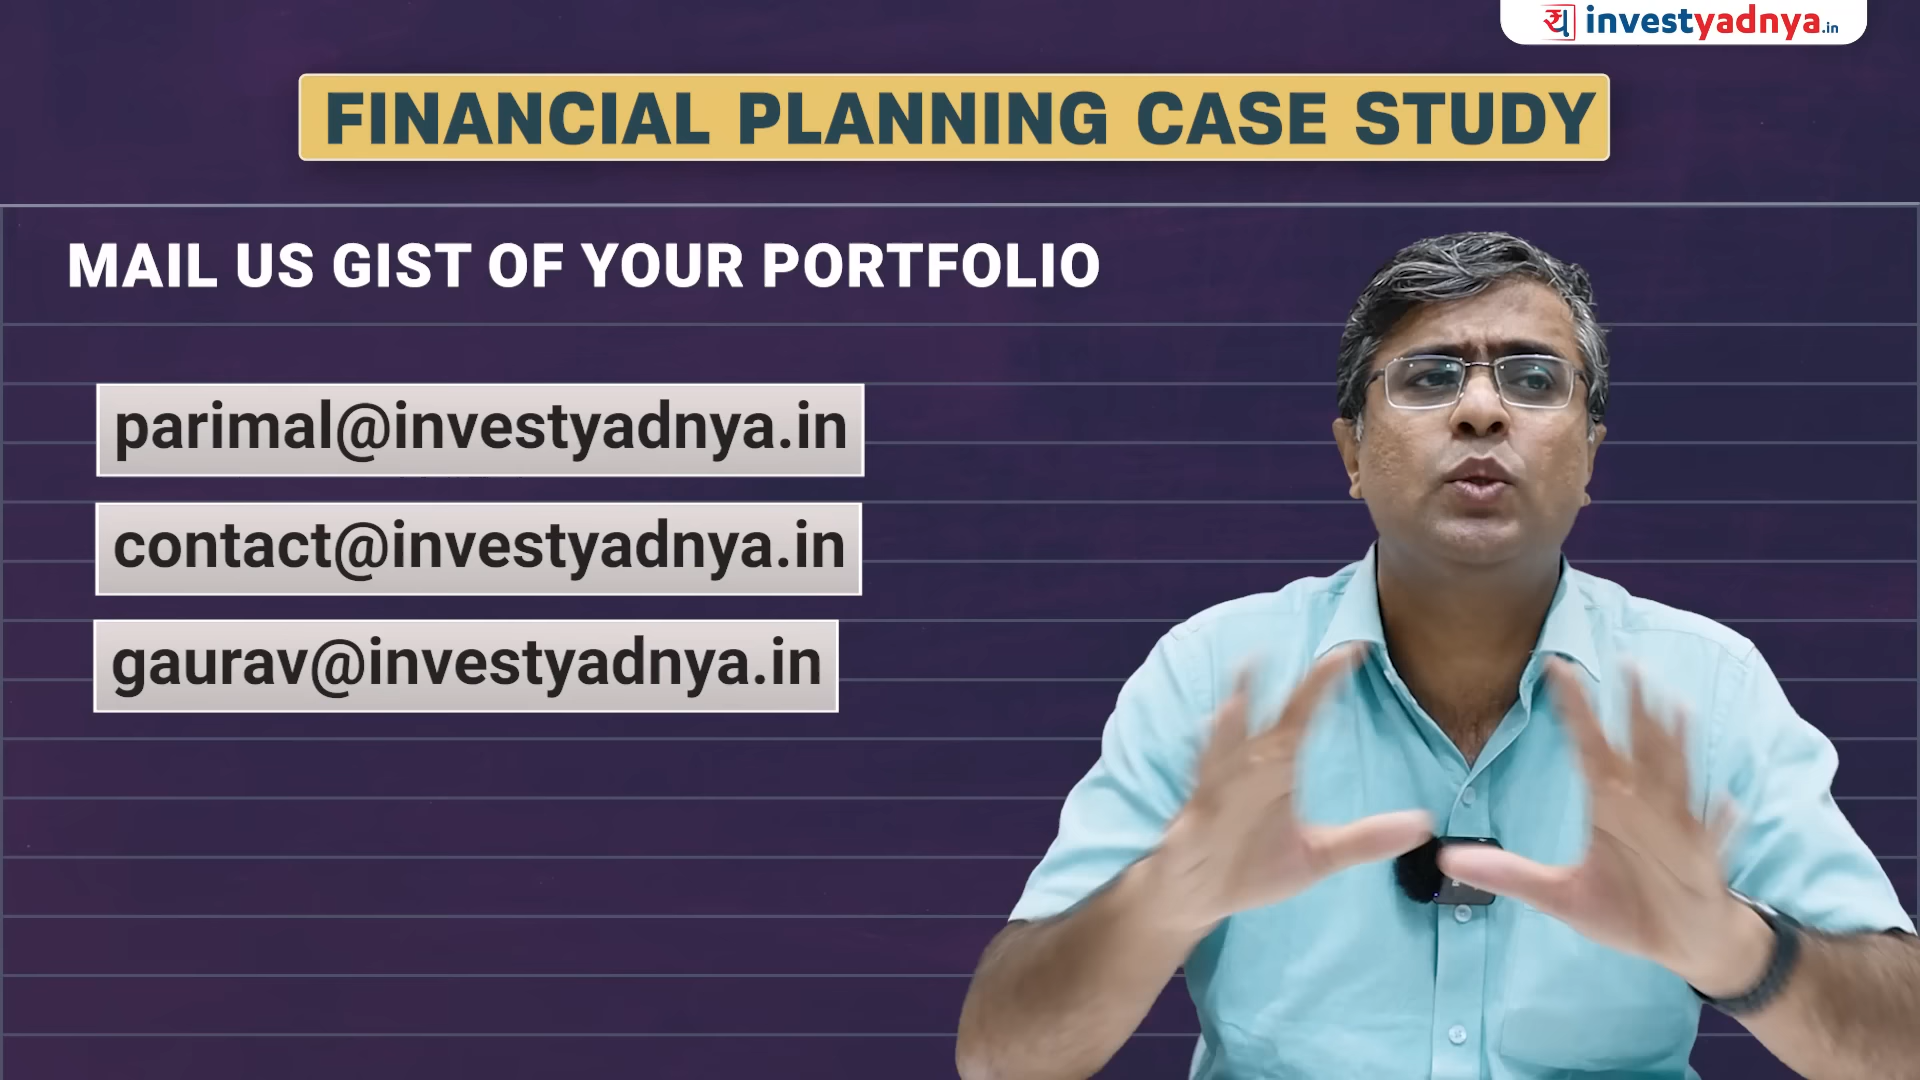 investyadnya.in
FINANCIAL PLANNING CASE STUDY
MAIL US GIST OF YOUR PORTFOLIO
parimal@investyadnya.in
contact@investyadnya.in
gaurav@investyadnya.in